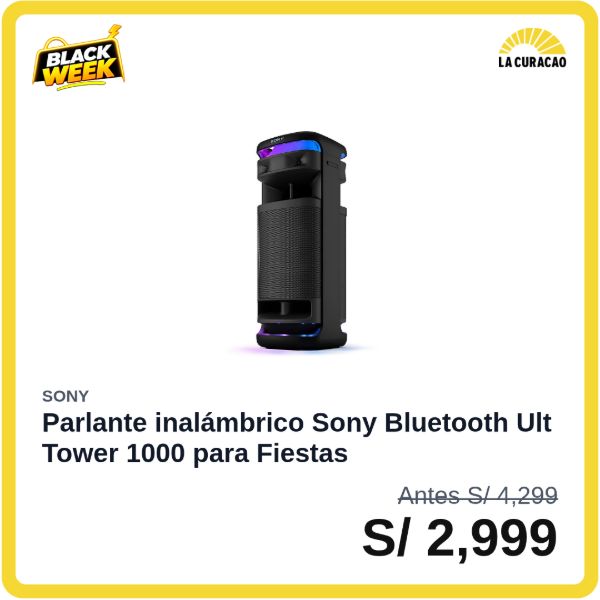 BLACK
WEEK
LA CURACAO
SONY
SONY
Parlante inalámbrico Sony Bluetooth Ult
Tower 1000 para Fiestas
Antes S/ 4,299
S/ 2,999